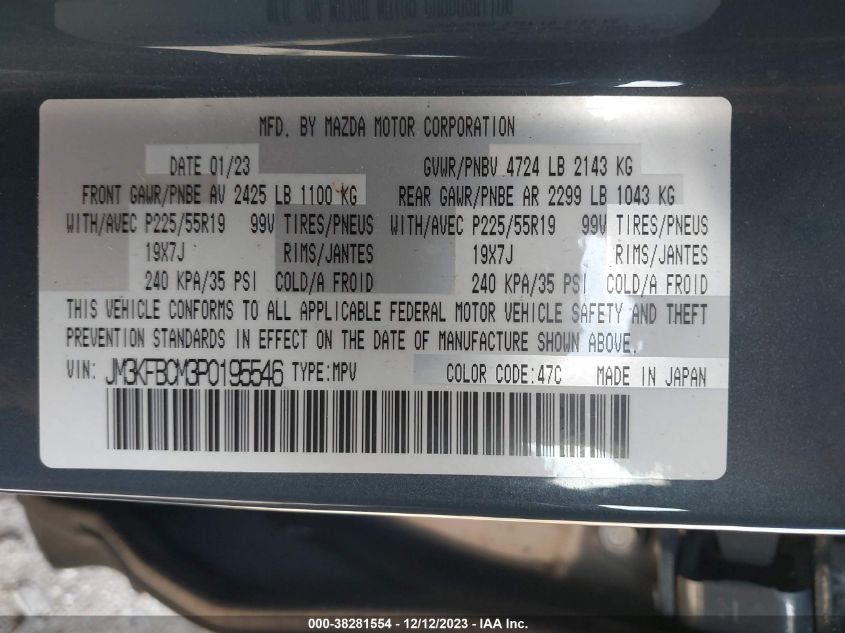 MFD. BY MAZDA MOTOR CORPORATION
DATE 01/23 GVWR/PNBV 4724 LB 2143 KG
FRONT GAWR/PNBE AV 2425 LB 1100 KG REAR GAWR/PNBE AR 2299 LB 1043 KG
WITH/AVEC P225/55R19 99V TIRES/PNEUS WITH/AVEC P225/55R19 99V TIRES/PNEUS
19X7J RIMS/JANTES 19X7J RIMS/JANTES
240 KPA/35 PSI COLD/A FROID 240 KPA/35 PSI COLD/A FROID
THIS VEHICLE CONFORMS TO ALL APPLICABLE FEDERAL MOTOR VEHICLE SAFETY AND THEFT
PREVENTION STANDARDS IN EFFECT ON THE DATE OF MANUFACTURE SHOWN ABOVE.
VIN: JM3KFBCM3P0195546 TYPE:MPV COLOR CODE:47C MADE IN JAPAN
000-38281554 - 12/12/2023 - IAA Inc.